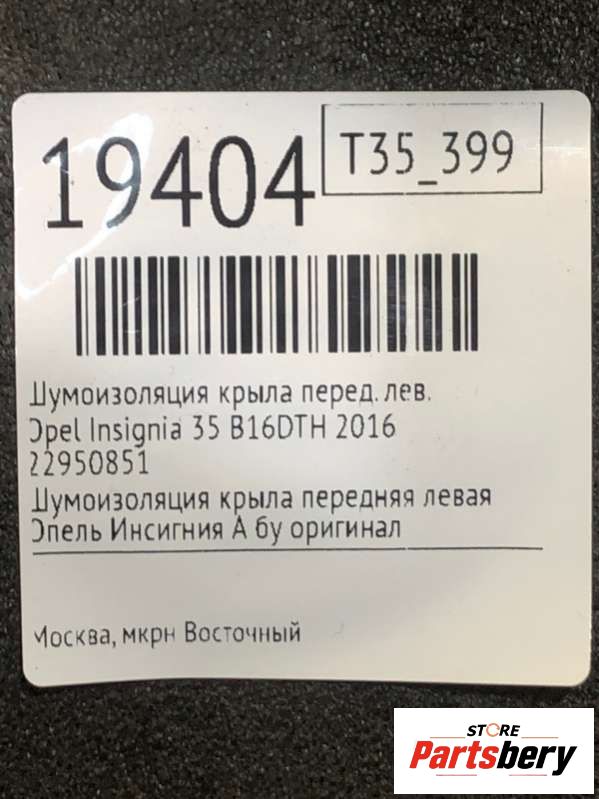 19404
T35_399
Шумоизоляция крыла перед. лев.
Opel Insignia 35 B16DTH 2016
22950851
Шумоизоляция крыла передняя левая
Опель Инсигния А бу оригинал
Москва, мкрн Восточный
STORE
Partsbery